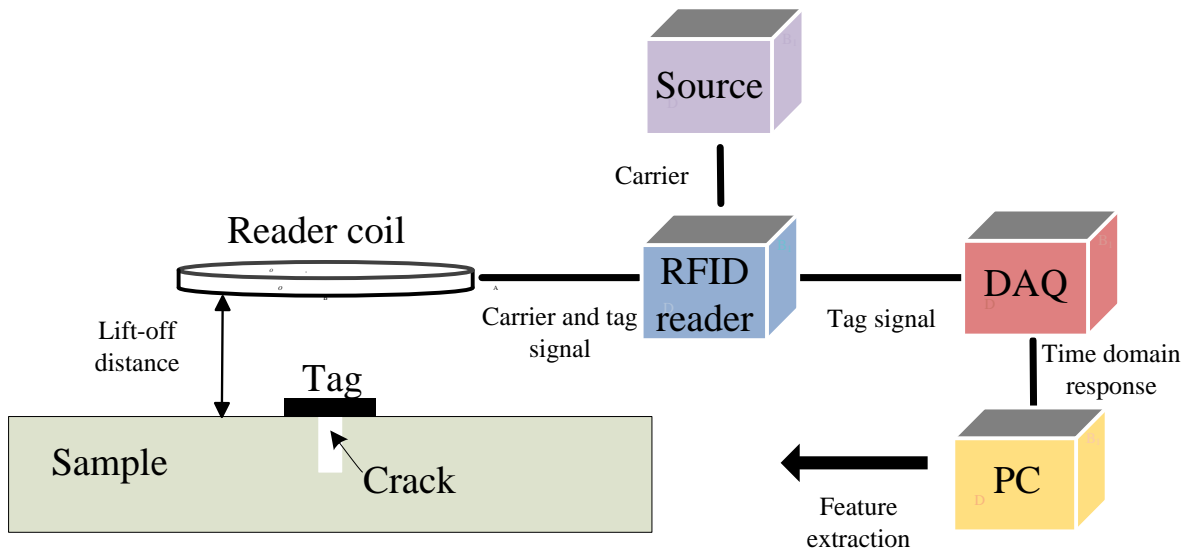 Source
Carrier
Reader coil
RFID
reader
DAQ
Carrier and tag
signal
Tag signal
Lift-off
distance
Time domain
response
Tag
Sample
Crack
PC
Feature
extraction